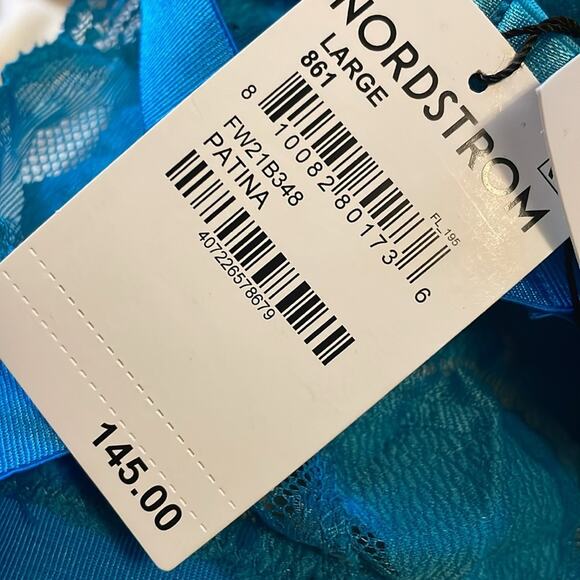 NORDSTROM
LARGE
861
FL_195
8 10082 80173 6
FW21B348
PATINA
407226578679
145.00